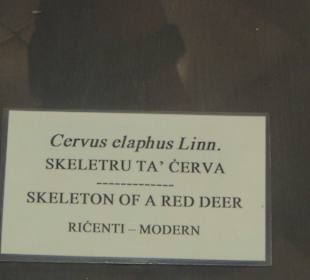 Cervus elaphus Linn.
SKELETRU TA' ĊERVA
-------------
SKELETON OF A RED DEER
RIĊENTI – MODERN